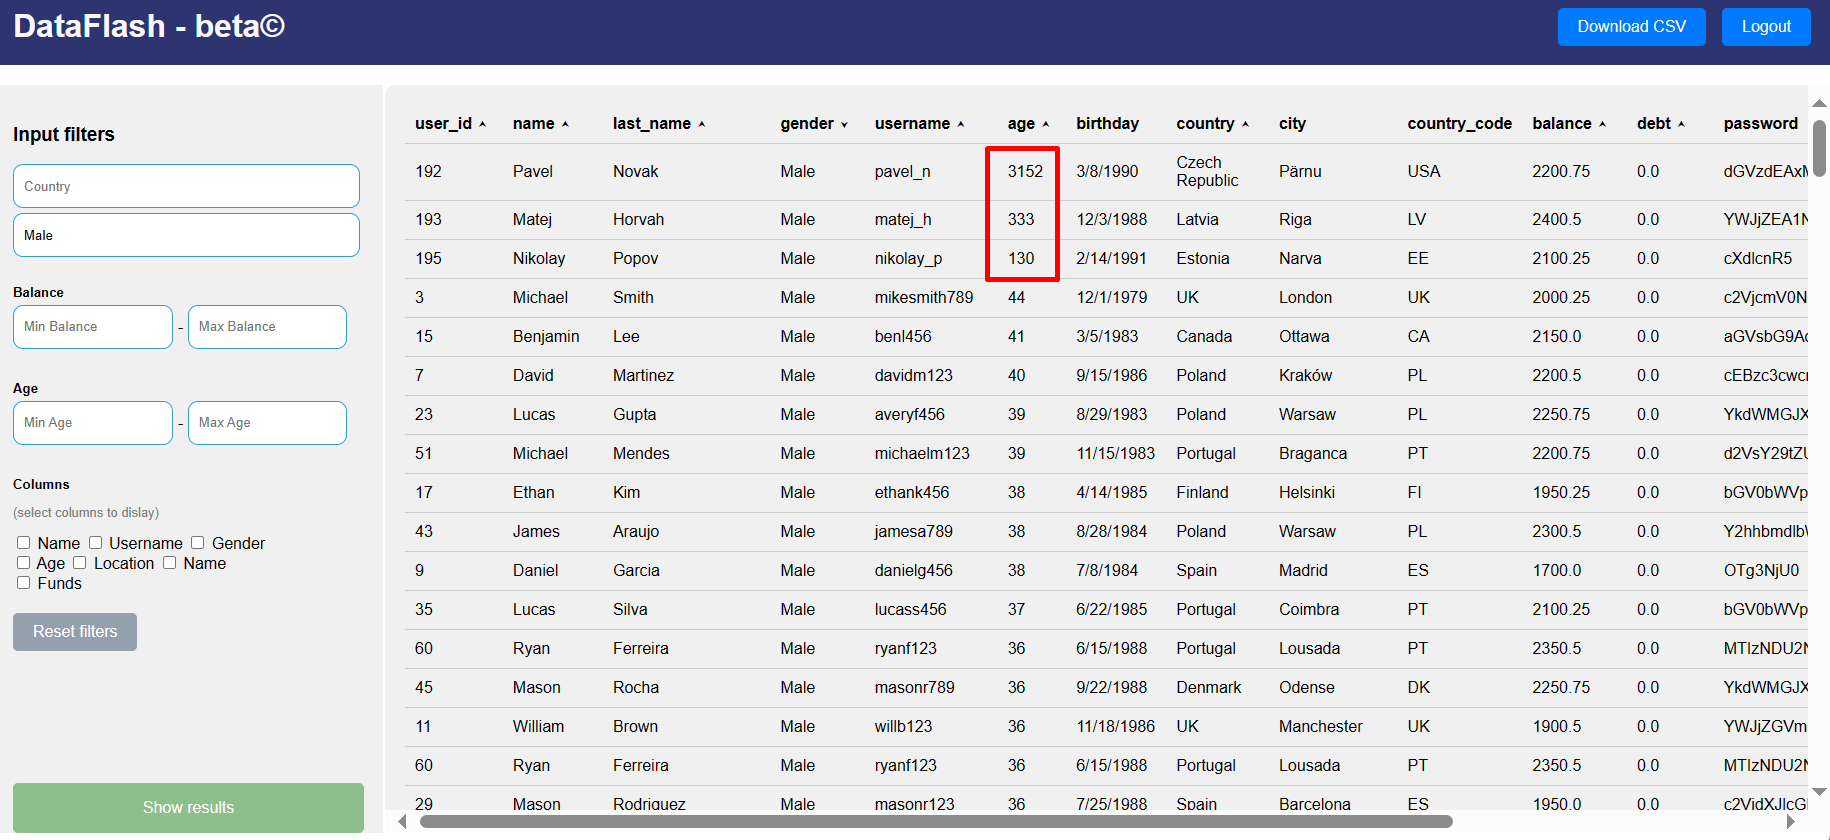 DataFlash - beta©
Download CSV
Logout
Input filters
Country
Male
Balance
Min Balance - Max Balance
Age
Min Age - Max Age
Columns
(select columns to dislay)
Name Username Gender
Age Location Name
Funds
Reset filters
Show results
user_id name last_name gender username age birthday country city country_code balance debt password
192 Pavel Novak Male pavel_n 3152 3/8/1990 Czech Republic Pärnu USA 2200.75 0.0
193 Matej Horvah Male matej_h 333 12/3/1988 Latvia Riga LV 2400.5 0.0
195 Nikolay Popov Male nikolay_p 130 2/14/1991 Estonia Narva EE 2100.25 0.0 cXdlcnR5
3 Michael Smith Male mikesmith789 44 12/1/1979 UK London UK 2000.25 0.0
15 Benjamin Lee Male benl456 41 3/5/1983 Canada Ottawa CA 2150.0 0.0
7 David Martinez Male davidm123 40 9/15/1986 Poland Kraków PL 2200.5 0.0
23 Lucas Gupta Male averyf456 39 8/29/1983 Poland Warsaw PL 2250.75 0.0
51 Michael Mendes Male michaelm123 39 11/15/1983 Portugal Braganca PT 2200.75 0.0
17 Ethan Kim Male ethank456 38 4/14/1985 Finland Helsinki FI 1950.25 0.0
43 James Araujo Male jamesa789 38 8/28/1984 Poland Warsaw PL 2300.5 0.0
9 Daniel Garcia Male danielg456 38 7/8/1984 Spain Madrid ES 1700.0 0.0 OTg3NjU0
35 Lucas Silva Male lucass456 37 6/22/1985 Portugal Coimbra PT 2100.25 0.0
60 Ryan Ferreira Male ryanf123 36 6/15/1988 Portugal Lousada PT 2350.5 0.0
45 Mason Rocha Male masonr789 36 9/22/1988 Denmark Odense DK 2250.75 0.0
11 William Brown Male willb123 36 11/18/1986 UK Manchester UK 1900.5 0.0
60 Ryan Ferreira Male ryanf123 36 6/15/1988 Portugal Lousada PT 2350.5 0.0
29 Mason Rodriguez Male masonr123 36 7/25/1988 Spain Barcelona ES 1950.0 0.0